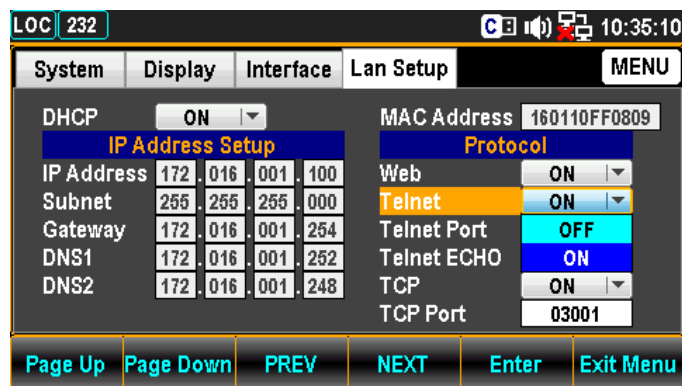 LOC 232 C 10:35:10
System Display Interface Lan Setup MENU
DHCP ON MAC Address 160110FF0809
IP Address Setup Protocol
IP Address 172 . 016 . 001 . 100 Web ON
Subnet 255 . 255 . 255 . 000 Telnet ON
Gateway 172 . 016 . 001 . 254 Telnet Port OFF
DNS1 172 . 016 . 001 . 252 Telnet ECHO ON
DNS2 172 . 016 . 001 . 248 TCP ON
TCP Port 03001
Page Up Page Down PREV NEXT Enter Exit Menu